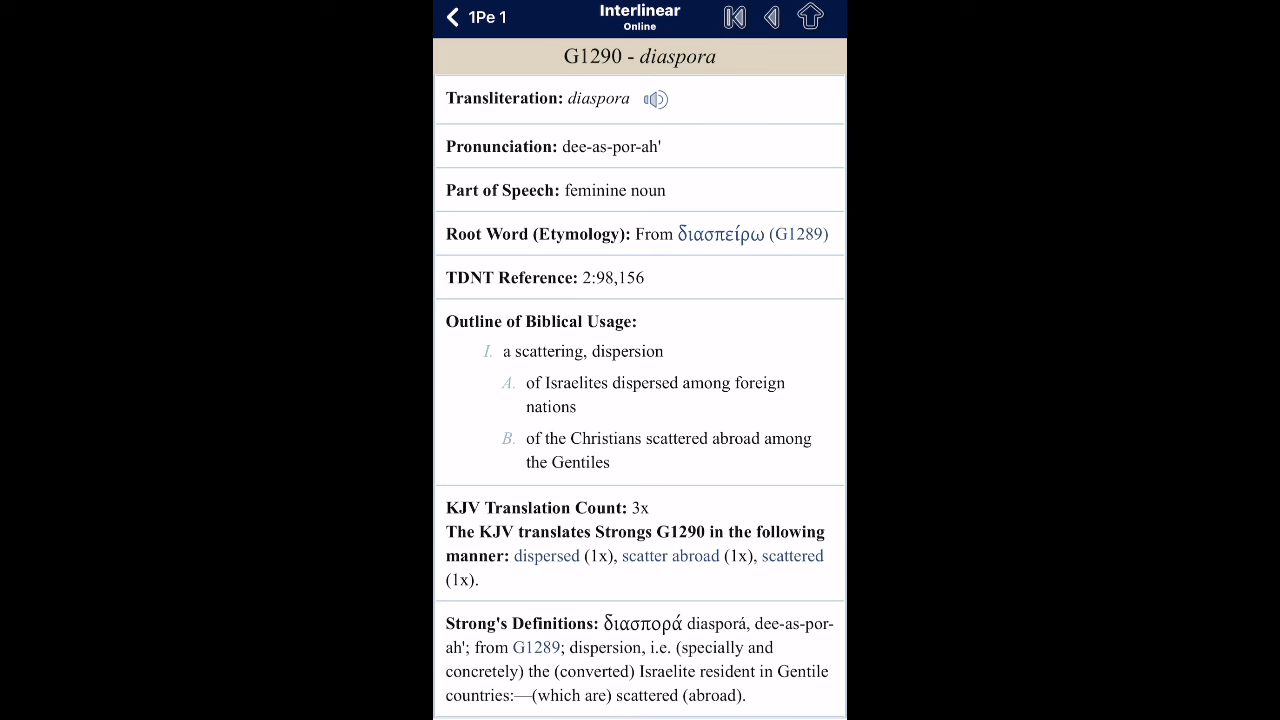 1Pe 1
Interlinear
Online
G1290 - diaspora
Transliteration: diaspora
Pronunciation: dee-as-por-ah'
Part of Speech: feminine noun
Root Word (Etymology): From διασπείρω (G1289)
TDNT Reference: 2:98,156
Outline of Biblical Usage:
I. a scattering, dispersion
A. of Israelites dispersed among foreign
nations
B. of the Christians scattered abroad among
the Gentiles
KJV Translation Count: 3x
The KJV translates Strongs G1290 in the following
manner: dispersed (1x), scatter abroad (1x), scattered
(1x).
Strong's Definitions: διασπορά diasporá, dee-as-por-
ah'; from G1289; dispersion, i.e. (specially and
concretely) the (converted) Israelite resident in Gentile
countries:—(which are) scattered (abroad).